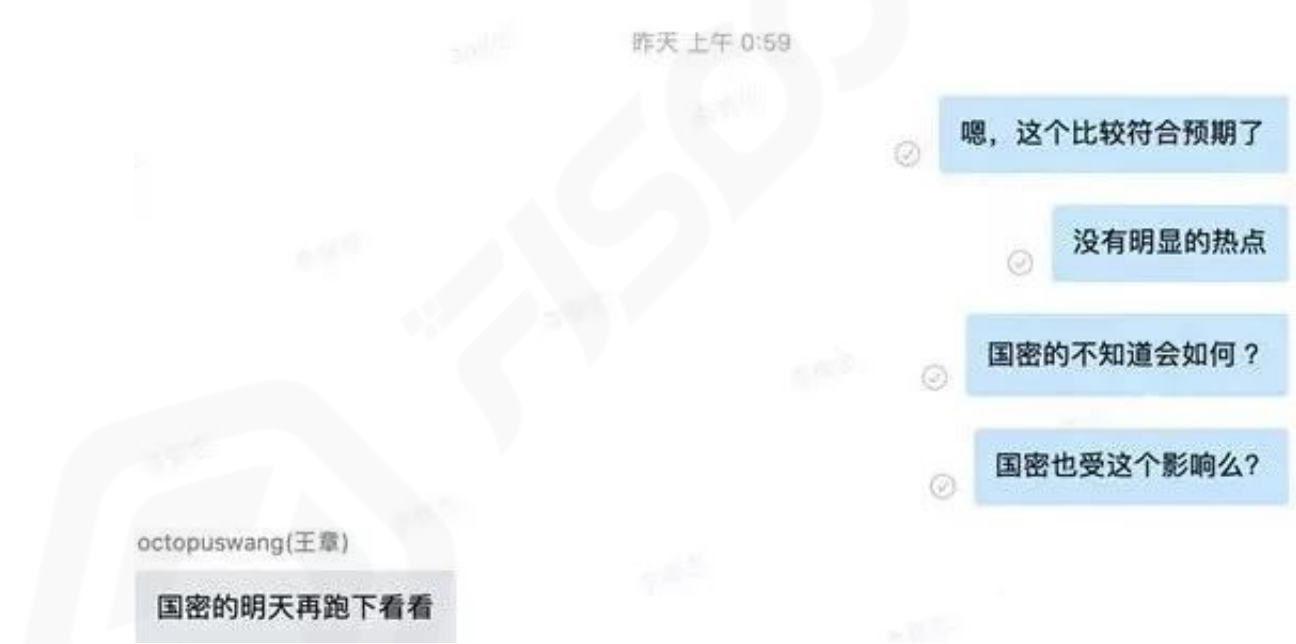 昨天 上午 0:59
嗯，这个比较符合预期了
没有明显的热点
国密的不知道会如何？
国密也受这个影响么？
octopuswang(王章)
国密的明天再跑下看看
FISCO